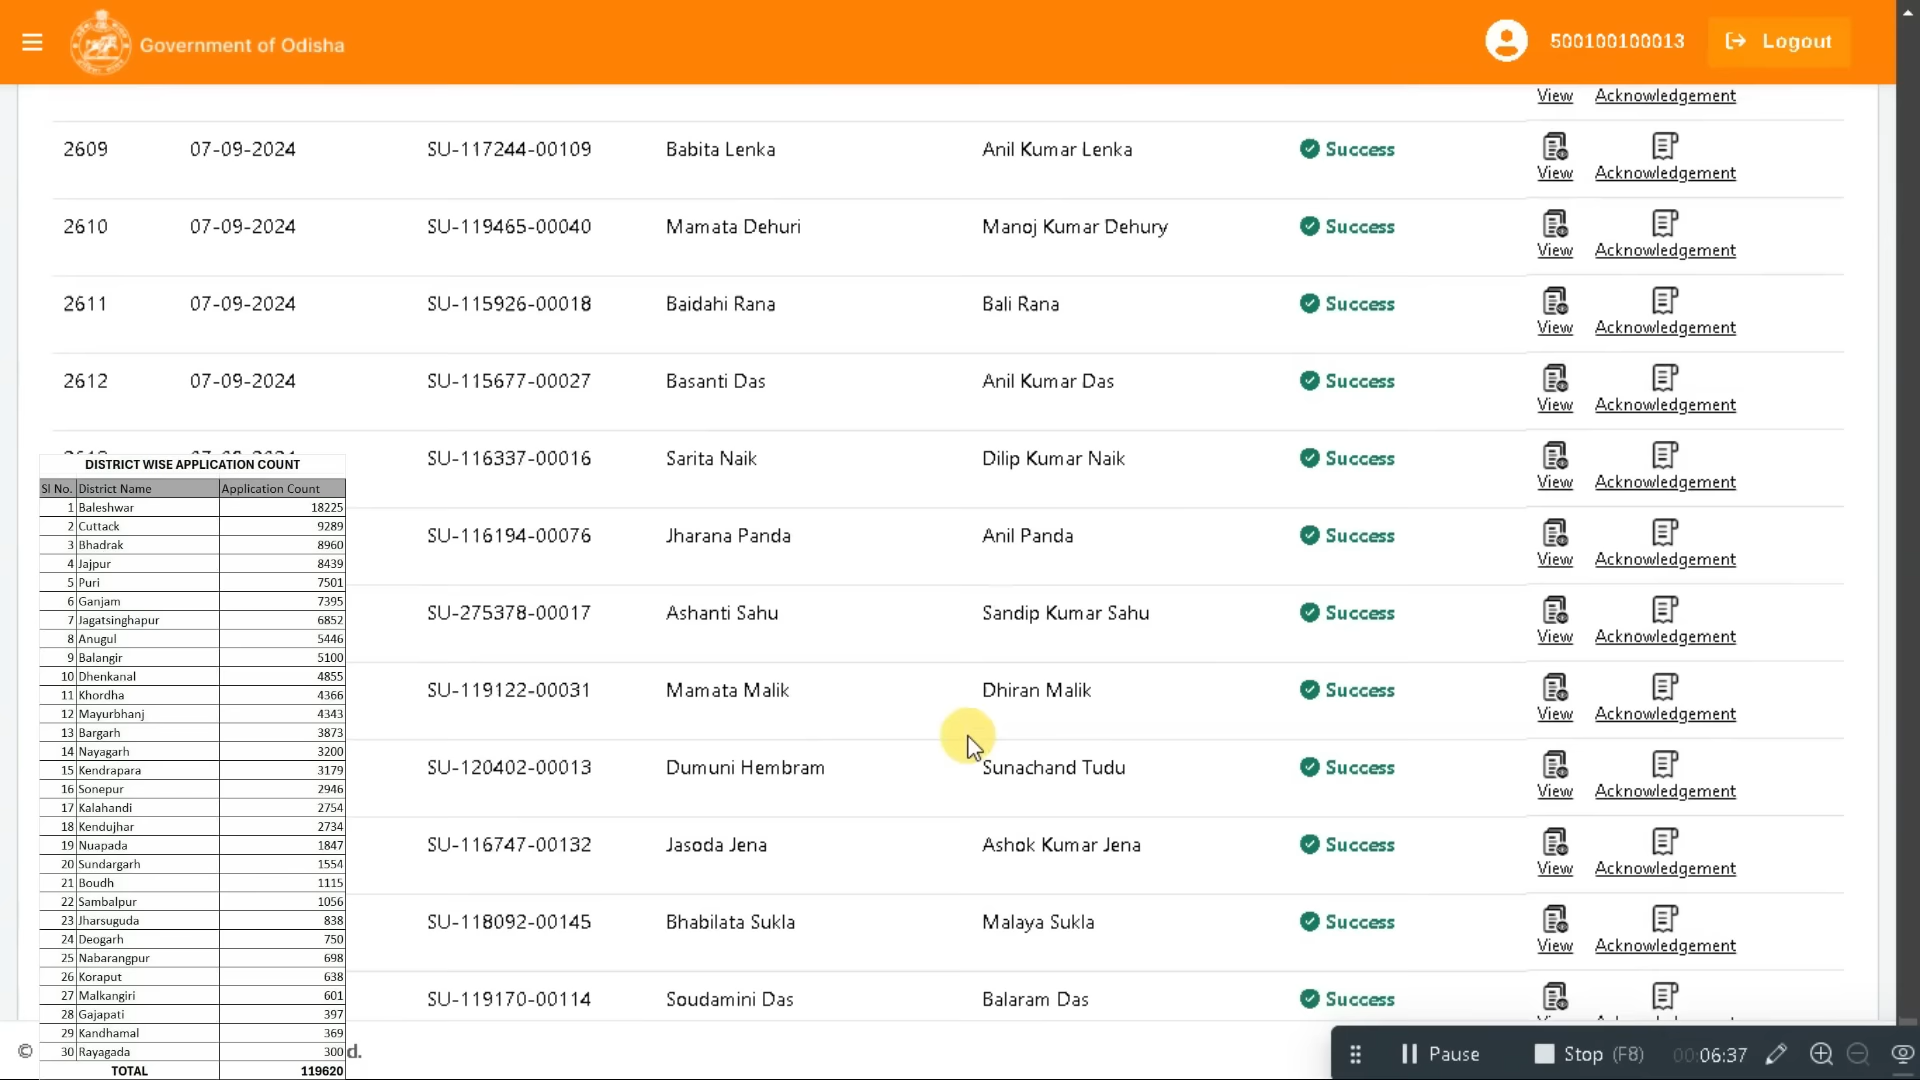 Government of Odisha
500100100013
Logout
View Acknowledgement
2609 07-09-2024 SU-117244-00109 Babita Lenka Anil Kumar Lenka Success View Acknowledgement
2610 07-09-2024 SU-119465-00040 Mamata Dehuri Manoj Kumar Dehury Success View Acknowledgement
2611 07-09-2024 SU-115926-00018 Baidahi Rana Bali Rana Success View Acknowledgement
2612 07-09-2024 SU-115677-00027 Basanti Das Anil Kumar Das Success View Acknowledgement
SU-116337-00016 Sarita Naik Dilip Kumar Naik Success View Acknowledgement
SU-116194-00076 Jharana Panda Anil Panda Success View Acknowledgement
SU-275378-00017 Ashanti Sahu Sandip Kumar Sahu Success View Acknowledgement
SU-119122-00031 Mamata Malik Dhiran Malik Success View Acknowledgement
SU-120402-00013 Dumuni Hembram Sunachand Tudu Success View Acknowledgement
SU-116747-00132 Jasoda Jena Ashok Kumar Jena Success View Acknowledgement
SU-118092-00145 Bhabilata Sukla Malaya Sukla Success View Acknowledgement
SU-119170-00114 Soudamini Das Balaram Das Success
DISTRICT WISE APPLICATION COUNT
Sl No. District Name Application Count
1 Baleshwar 18225
2 Cuttack 9289
3 Bhadrak 8960
4 Jajpur 8439
5 Puri 7501
6 Ganjam 7395
7 Jagatsinghapur 6852
8 Anugul 5446
9 Balangir 5100
10 Dhenkanal 4855
11 Khordha 4366
12 Mayurbhanj 4343
13 Bargarh 3873
14 Nayagarh 3200
15 Kendrapara 3179
16 Sonepur 2946
17 Kalahandi 2754
18 Kendujhar 2734
19 Nuapada 1847
20 Sundargarh 1554
21 Boudh 1115
22 Sambalpur 1056
23 Jharsuguda 838
24 Deogarh 750
25 Nabarangpur 698
26 Koraput 638
27 Malkangiri 601
28 Gajapati 397
29 Kandhamal 369
30 Rayagada 300
TOTAL 119620
© d.
Pause Stop (F8) 00:06:37